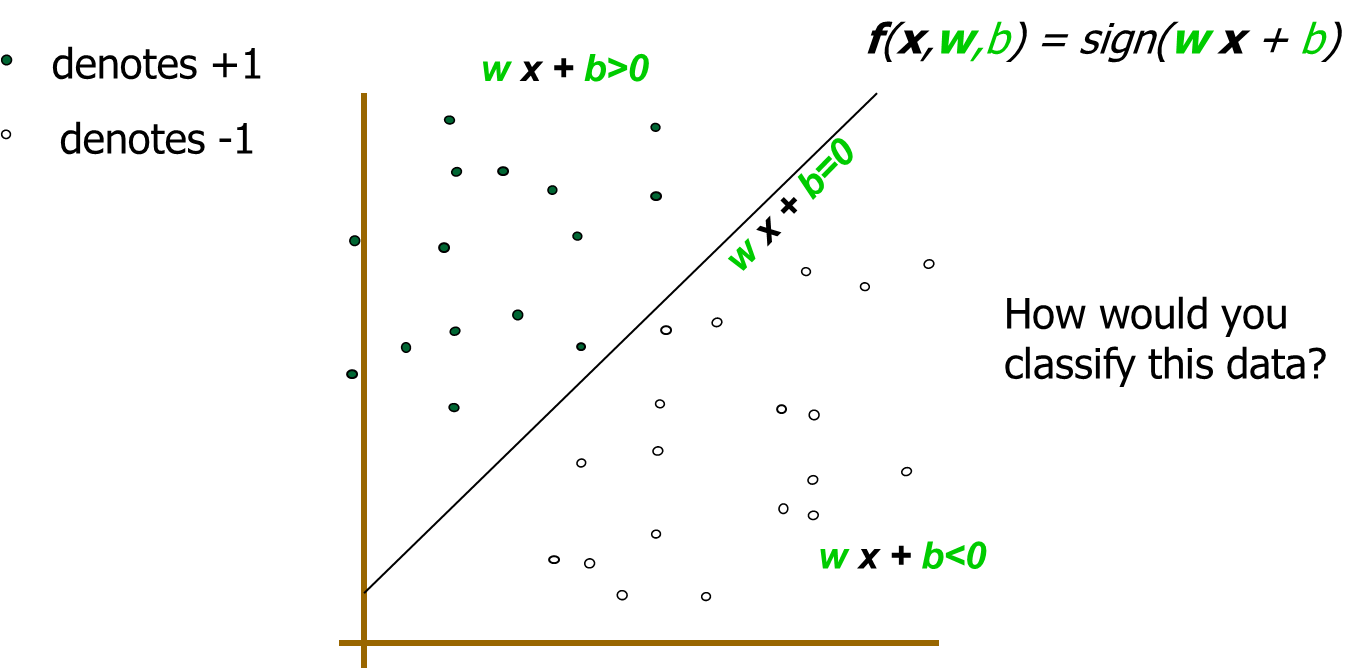 denotes +1
denotes -1
w x + b>0
f(x,w,b) = sign(w x + b)
w x + b=0
How would you
classify this data?
w x + b<0